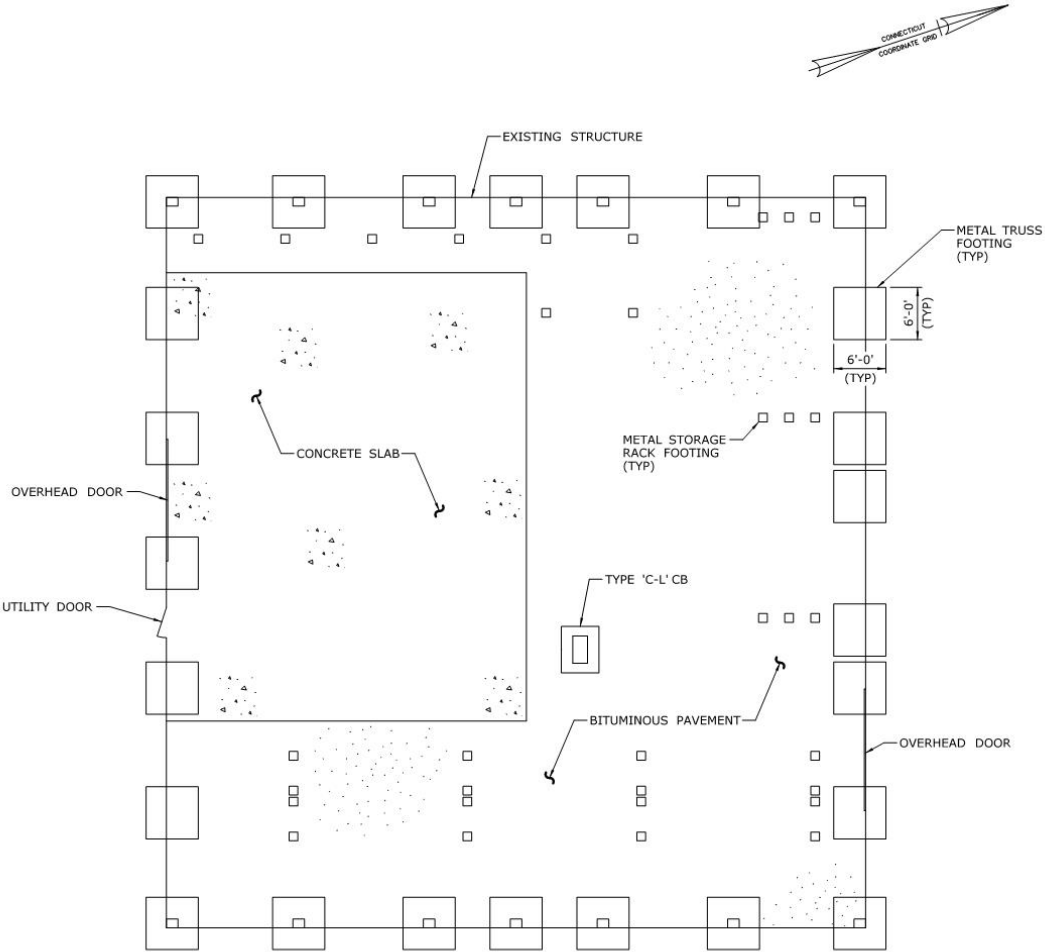 CONNECTICUT
COORDINATE GRID
EXISTING STRUCTURE
METAL TRUSS
FOOTING
(TYP)
6'-0'
(TYP)
6'-0'
(TYP)
METAL STORAGE
RACK FOOTING
(TYP)
CONCRETE SLAB
OVERHEAD DOOR
TYPE 'C-L' CB
UTILITY DOOR
BITUMINOUS PAVEMENT
OVERHEAD DOOR